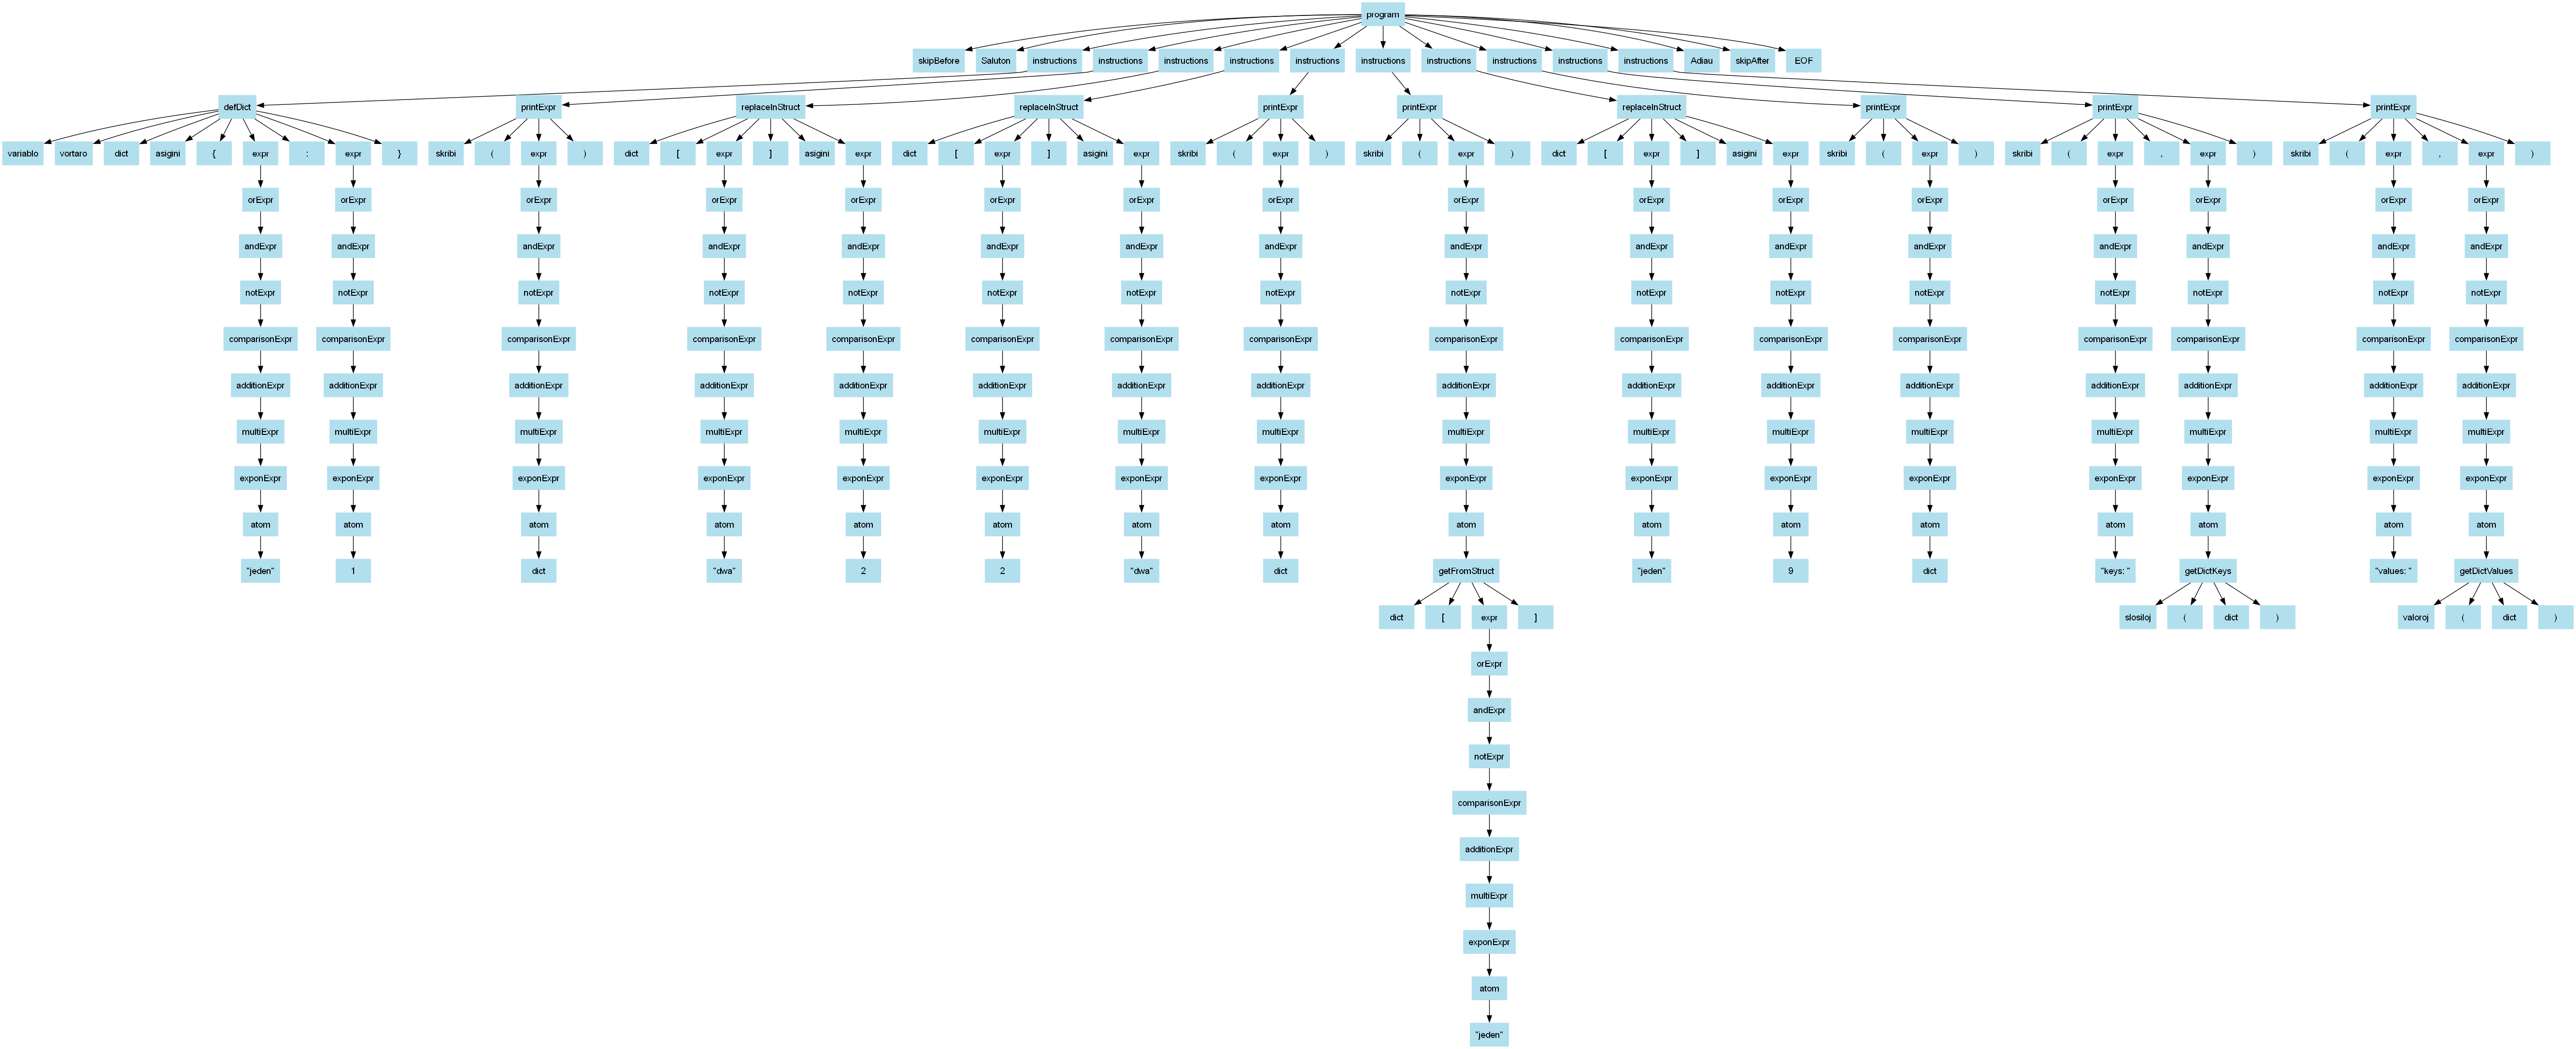 program
skipBefore Saluton instructions instructions instructions instructions instructions instructions instructions instructions instructions instructions Adiau skipAfter EOF
defDict printExpr replaceInStruct replaceInStruct printExpr printExpr replaceInStruct printExpr printExpr printExpr
variablo vortaro dict asigini { expr : expr } skribi ( expr ) dict [ expr ] asigini expr dict [ expr ] asigini expr skribi ( expr ) skribi ( expr ) dict [ expr ] asigini expr skribi ( expr ) skribi ( expr , expr ) skribi ( expr , expr )
orExpr orExpr orExpr orExpr orExpr orExpr orExpr orExpr orExpr orExpr orExpr orExpr orExpr orExpr orExpr orExpr
andExpr andExpr andExpr andExpr andExpr andExpr andExpr andExpr andExpr andExpr andExpr andExpr andExpr andExpr andExpr andExpr
notExpr notExpr notExpr notExpr notExpr notExpr notExpr notExpr notExpr notExpr notExpr notExpr notExpr notExpr notExpr notExpr
comparisonExpr comparisonExpr comparisonExpr comparisonExpr comparisonExpr comparisonExpr comparisonExpr comparisonExpr comparisonExpr comparisonExpr comparisonExpr comparisonExpr comparisonExpr comparisonExpr comparisonExpr comparisonExpr
additionExpr additionExpr additionExpr additionExpr additionExpr additionExpr additionExpr additionExpr additionExpr additionExpr additionExpr additionExpr additionExpr additionExpr additionExpr additionExpr
multiExpr multiExpr multiExpr multiExpr multiExpr multiExpr multiExpr multiExpr multiExpr multiExpr multiExpr multiExpr multiExpr multiExpr multiExpr multiExpr
exponExpr exponExpr exponExpr exponExpr exponExpr exponExpr exponExpr exponExpr exponExpr exponExpr exponExpr exponExpr exponExpr exponExpr exponExpr exponExpr
atom atom atom atom atom atom atom atom atom atom atom atom atom atom atom atom
"jeden" 1 dict "dwa" 2 2 "dwa" dict getFromStruct "jeden" 9 dict "keys: " getDictKeys "values: " getDictValues
dict [ expr ] slosiloj ( dict ) valoroj ( dict )
orExpr
andExpr
notExpr
comparisonExpr
additionExpr
multiExpr
exponExpr
atom
"jeden"